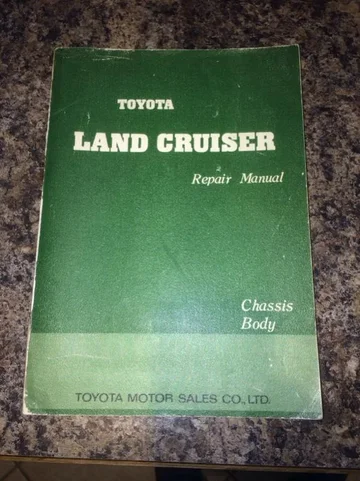 TOYOTA
LAND CRUISER
Repair Manual
Chassis
Body
TOYOTA MOTOR SALES CO., LTD.